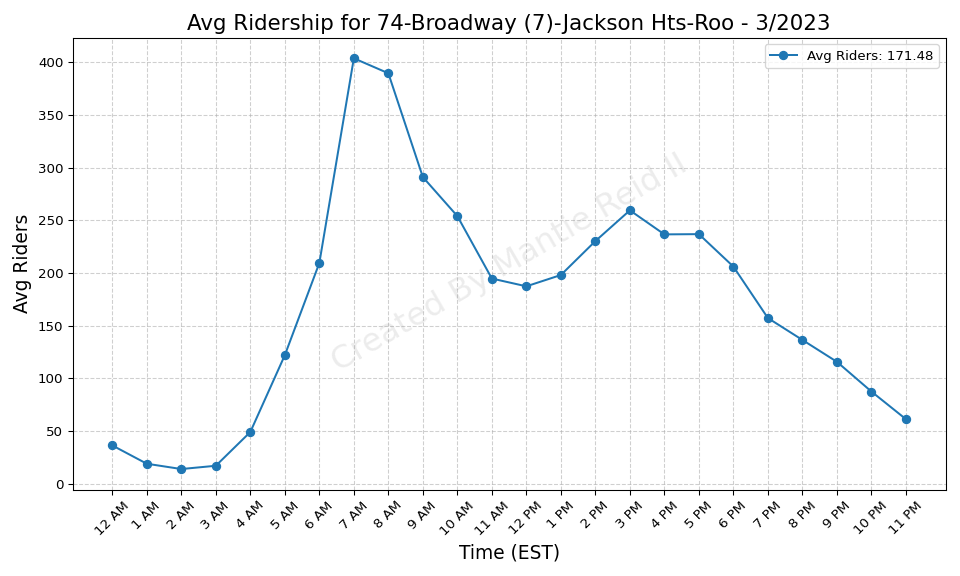 Avg Ridership for 74-Broadway (7)-Jackson Hts-Roo - 3/2023
Avg Riders: 171.48
400
350
300
250
200
150
100
50
0
Avg Riders
Created By Mantle Reid II
12 AM
1 AM
2 AM
3 AM
4 AM
5 AM
6 AM
7 AM
8 AM
9 AM
10 AM
11 AM
12 PM
1 PM
2 PM
3 PM
4 PM
5 PM
6 PM
7 PM
8 PM
9 PM
10 PM
11 PM
Time (EST)